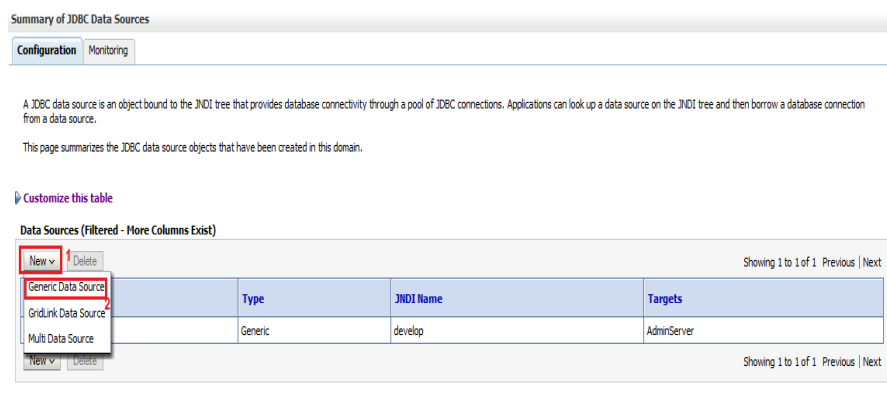 Summary of JDBC Data Sources
Configuration Monitoring
A JDBC data source is an object bound to the JNDI tree that provides database connectivity through a pool of JDBC connections. Applications can look up a data source on the JNDI tree and then borrow a database connection
from a data source.
This page summarizes the JDBC data source objects that have been created in this domain.
Customize this table
Data Sources (Filtered - More Columns Exist)
New 1 Delete Showing 1 to 1 of 1 Previous | Next
Generic Data Source 2
GridLink Data Source
Multi Data Source
Type JNDI Name Targets
Generic develop AdminServer
New Delete Showing 1 to 1 of 1 Previous | Next